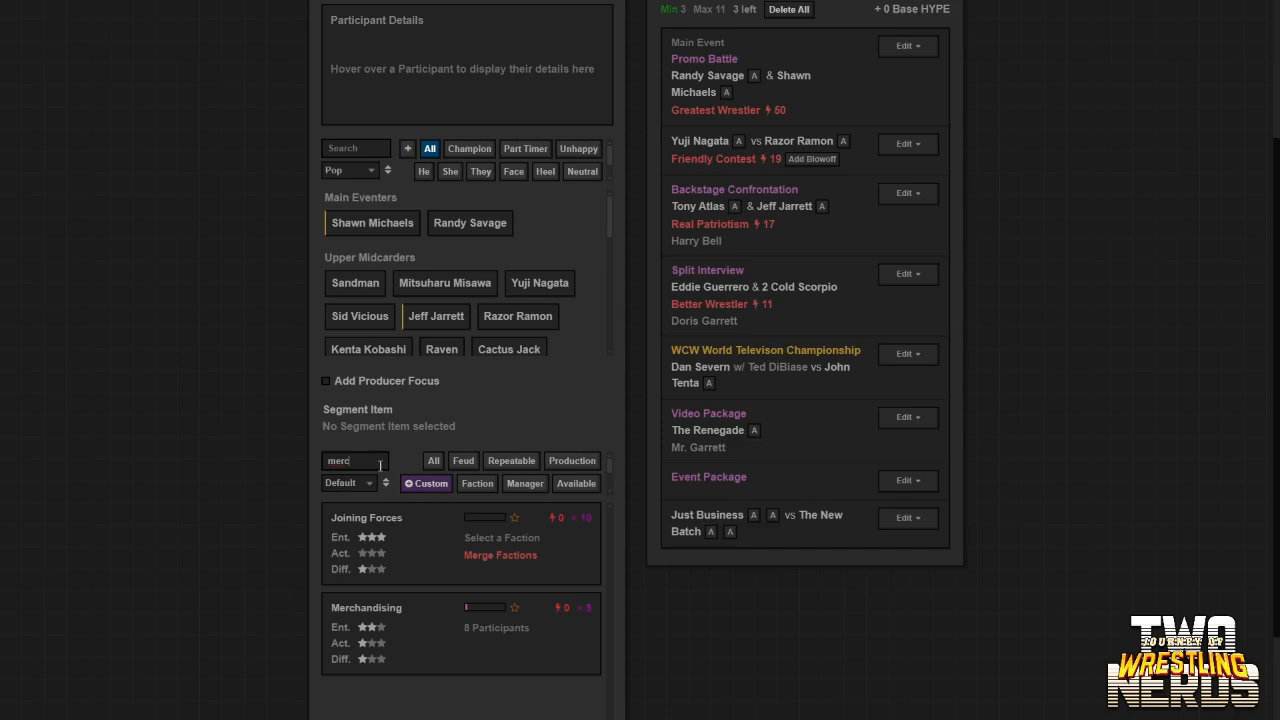 Participant Details
Hover over a Participant to display their details here
Search
+ All Champion Part Timer Unhappy
Pop
He She They Face Heel Neutral
Main Eventers
Shawn Michaels Randy Savage
Upper Midcarders
Sandman Mitsuharu Misawa Yuji Nagata
Sid Vicious Jeff Jarrett Razor Ramon
Kenta Kobashi Raven Cactus Jack
Add Producer Focus
Segment Item
No Segment Item selected
merc All Feud Repeatable Production
Default Custom Faction Manager Available
Joining Forces 0 10
Ent. Select a Faction
Act. Merge Factions
Diff.
Merchandising 0
Ent. 8 Participants
Act.
Diff.
Min 3 Max 11 3 left Delete All + 0 Base HYPE
Main Event Edit
Promo Battle
Randy Savage A & Shawn
Michaels A
Greatest Wrestler 50
Yuji Nagata A vs Razor Ramon A Edit
Friendly Contest 19 Add Blowoff
Backstage Confrontation Edit
Tony Atlas A & Jeff Jarrett A
Real Patriotism 17
Harry Bell
Split Interview Edit
Eddie Guerrero & 2 Cold Scorpio
Better Wrestler 11
Doris Garrett
WCW World Televison Championship Edit
Dan Severn w/ Ted DiBiase vs John
Tenta A
Video Package Edit
The Renegade A
Mr. Garrett
Event Package Edit
Just Business A A vs The New Edit
Batch A A
TWO
JOURNEY OF
WRESTLING
NERDS